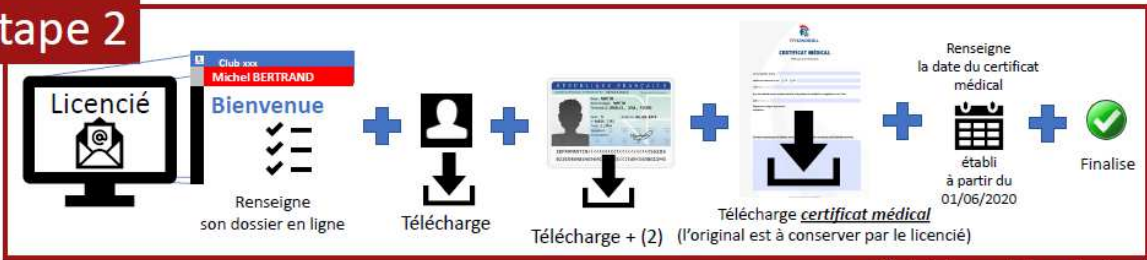 tape 2
Club xxx
Michel BERTRAND
Licencié
Bienvenue
Renseigne
son dossier en ligne
Télécharge
RÉPUBLIQUE FRANÇAISE
Télécharge + (2)
CERTIFICAT MÉDICAL
Télécharge certificat médical
(l'original est à conserver par le licencié)
Renseigne
la date du certificat
médical
établi
à partir du
01/06/2020
Finalise